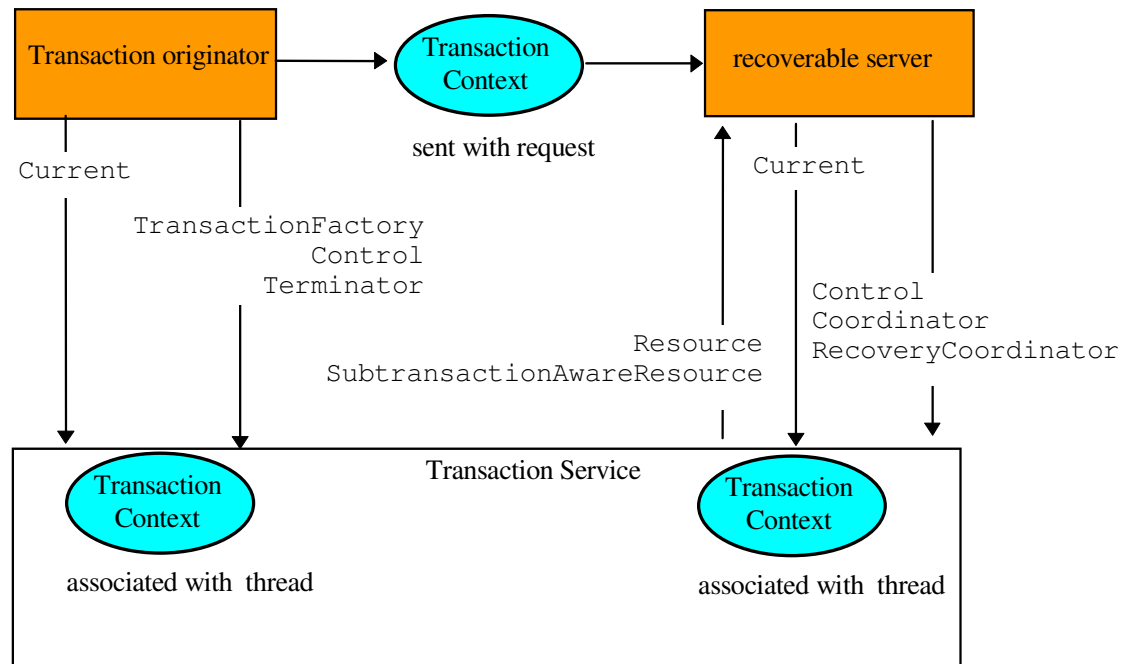 Transaction originator
Transaction
Context
recoverable server
sent with request
Current
TransactionFactory
Control
Terminator
Current
Resource
SubtransactionAwareResource
Control
Coordinator
RecoveryCoordinator
Transaction Service
Transaction
Context
associated with thread
Transaction
Context
associated with thread